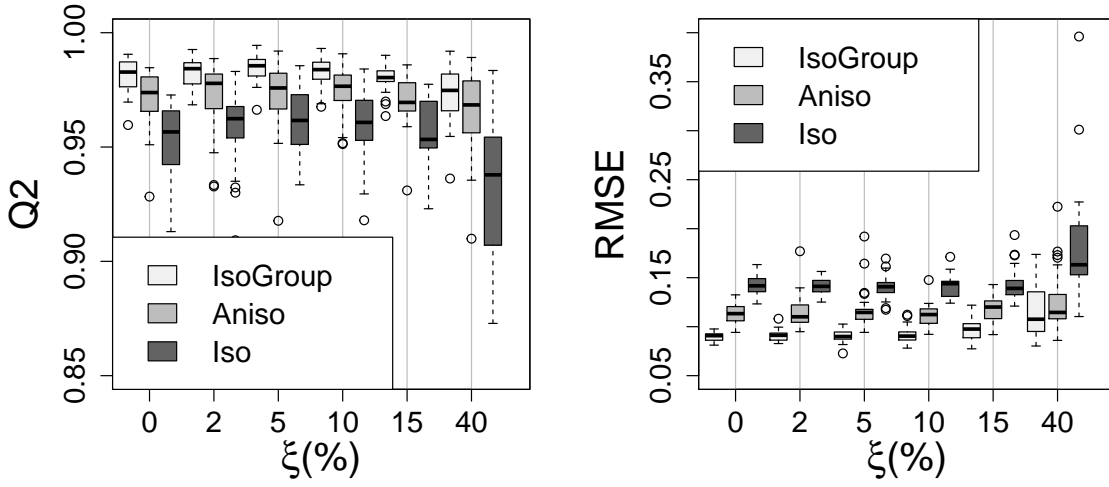 Q2
1.00
0.95
0.90
0.85
IsoGroup
Aniso
Iso
0 2 5 10 15 40
ξ(%)
RMSE
0.35
0.25
0.15
0.05
IsoGroup
Aniso
Iso
0 2 5 10 15 40
ξ(%)